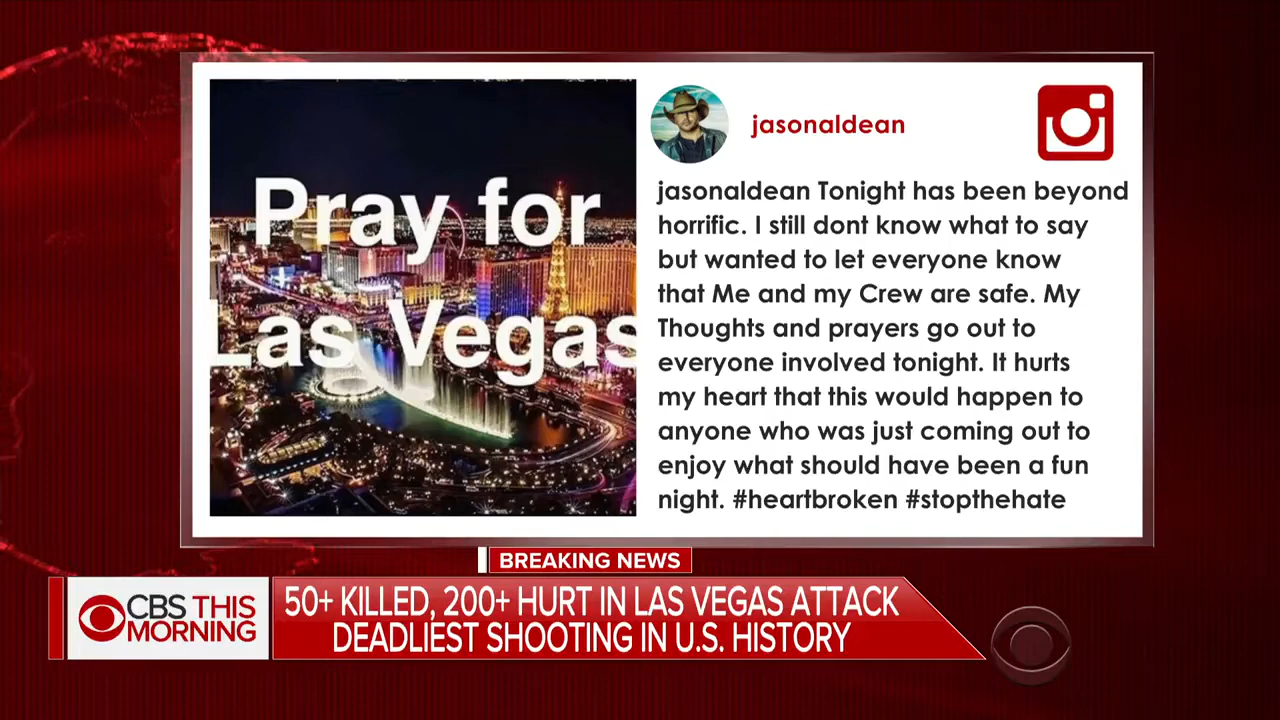 Pray for
Las Vegas
jasonaldean
jasonaldean Tonight has been beyond
horrific. I still dont know what to say
but wanted to let everyone know
that Me and my Crew are safe. My
Thoughts and prayers go out to
everyone involved tonight. It hurts
my heart that this would happen to
anyone who was just coming out to
enjoy what should have been a fun
night. #heartbroken #stopthehate
BREAKING NEWS
CBS THIS
MORNING
50+ KILLED, 200+ HURT IN LAS VEGAS ATTACK
DEADLIEST SHOOTING IN U.S. HISTORY